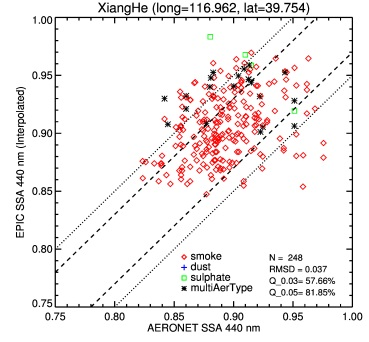 XiangHe (long=116.962, lat=39.754)
1.00
0.95
0.90
0.85
0.80
0.75
EPIC SSA 440 nm (Interpolated)
smoke
dust
sulphate
multiAerType
N = 248
RMSD = 0.037
Q_0.03= 57.66%
Q_0.05= 81.85%
0.75 0.80 0.85 0.90 0.95 1.00
AERONET SSA 440 nm